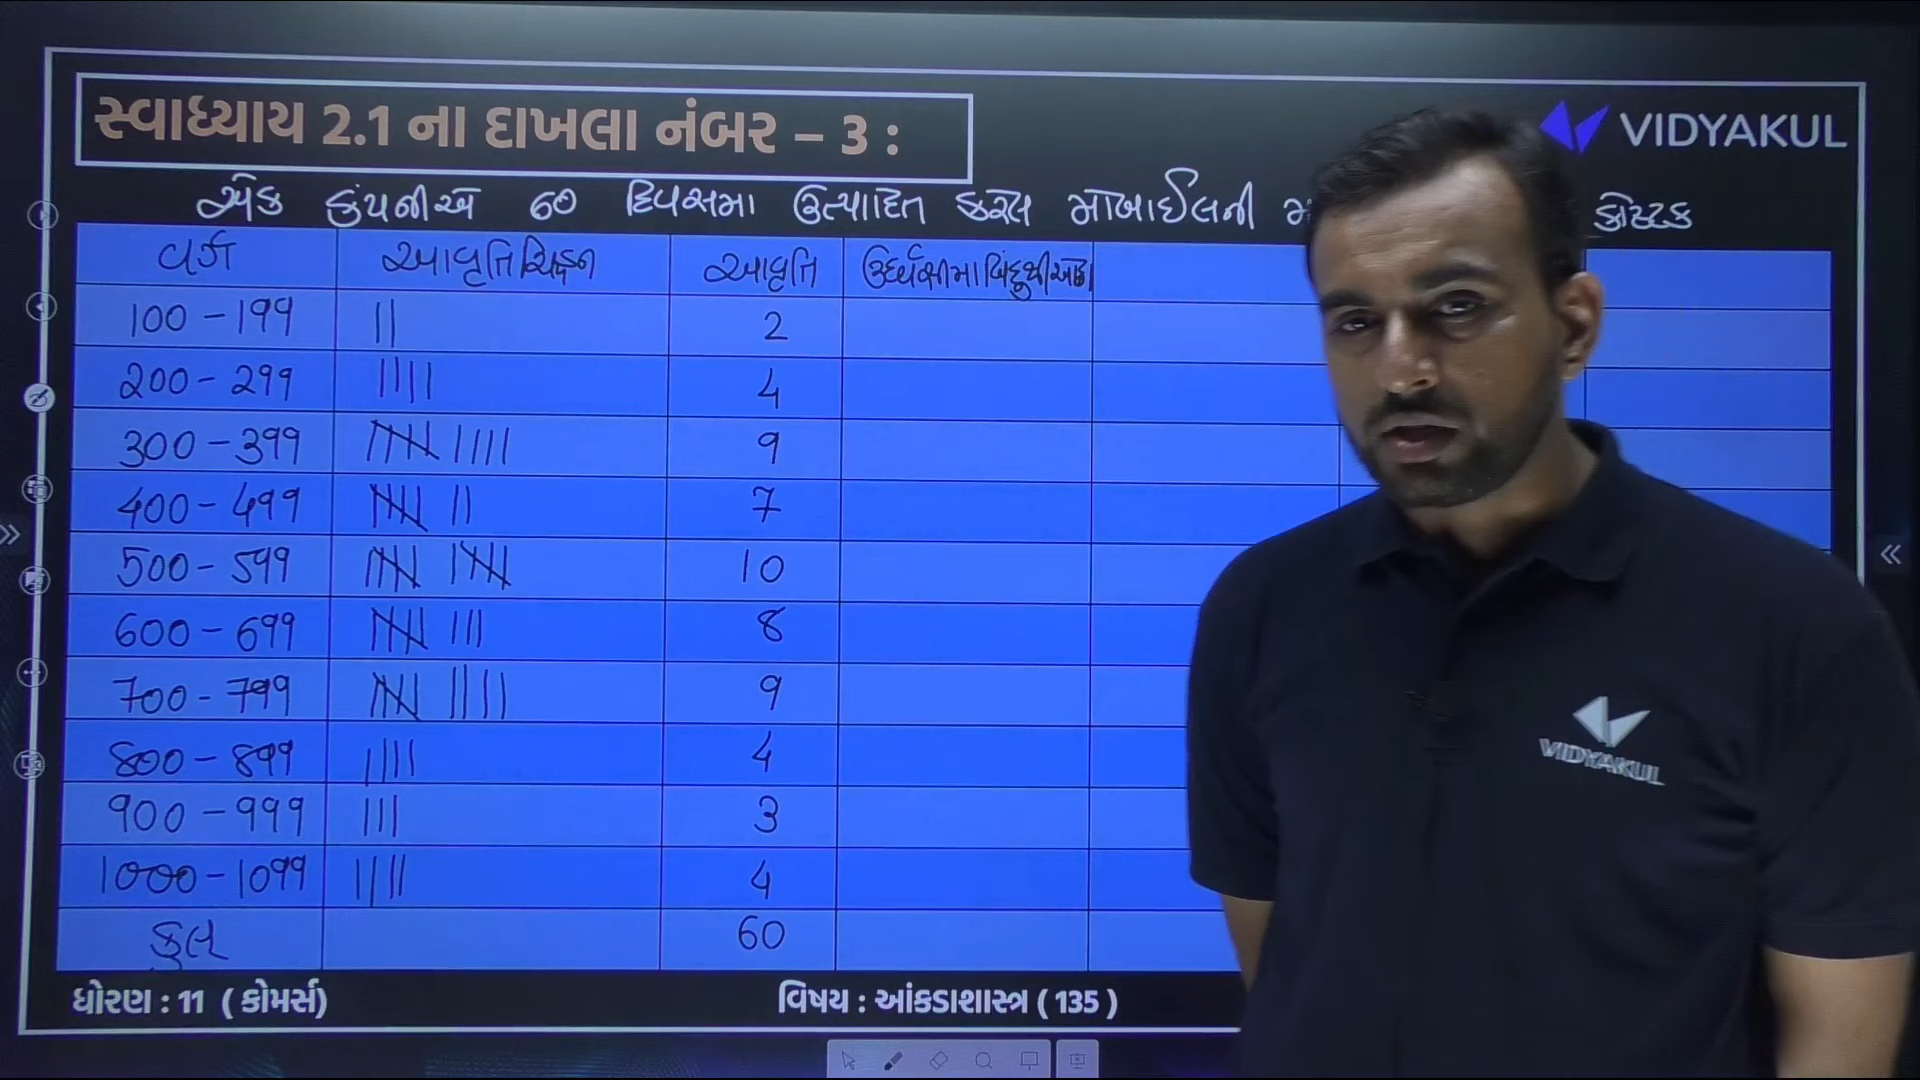 સ્વાધ્યાય 2.1 ના દાખલા નંબર – 3 :
VIDYAKUL
એક કંપનીએ 60 દિવસમાં ઉત્પાદિત કરેલ મોબાઈલની કોષ્ટક
વર્ગ આવૃત્તિ ચિહ્ન આવૃત્તિ
100 - 199 || 2
200 - 299 |||| 4
300 - 399 |||| |||| 9
400 - 499 |||| || 7
500 - 599 |||| |||| 10
600 - 699 |||| ||| 8
700 - 799 |||| |||| 9
800 - 899 |||| 4
900 - 999 ||| 3
1000 - 1099 |||| 4
કુલ 60
ધોરણ : 11 ( કોમર્સ) વિષય : આંકડાશાસ્ત્ર ( 135 )
VIDYAKUL